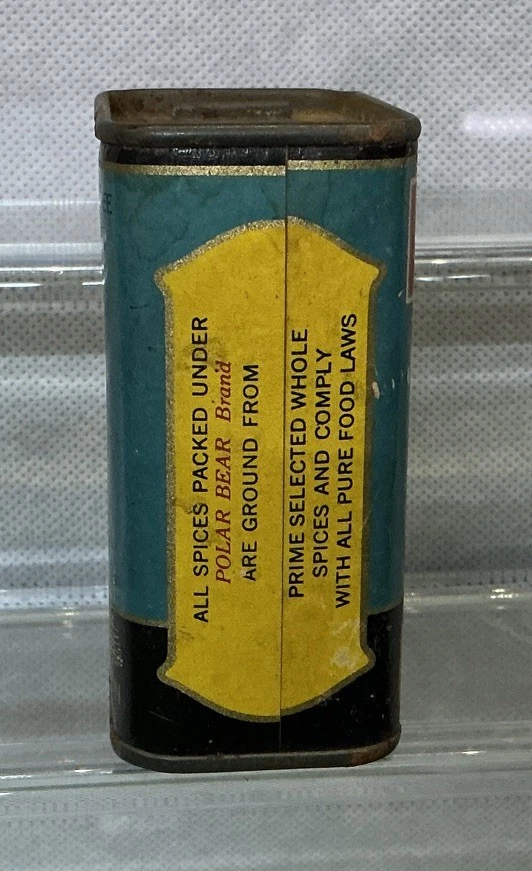 ALL SPICES PACKED UNDER
POLAR BEAR Brand
ARE GROUND FROM
PRIME SELECTED WHOLE
SPICES AND COMPLY
WITH ALL PURE FOOD LAWS